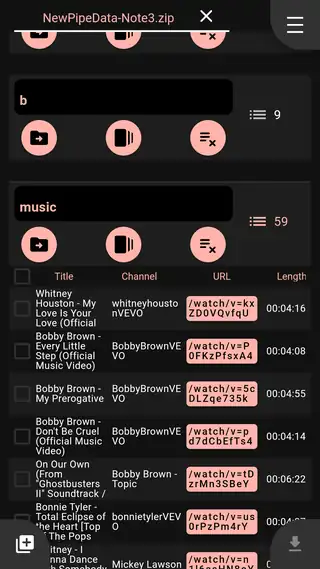 NewPipeData-Note3.zip
b
9
music
59
Title Channel URL Length
Whitney
Houston - My
Love Is Your
Love (Official
whitneyhousto
nVEVO
/watch/v=kx
ZD0VQvfqU
00:04:16
Bobby Brown -
Every Little
Step (Official
Music Video)
BobbyBrownVE
VO
/watch/v=P
0FKzPfsxA4
00:04:08
Bobby Brown -
My Prerogative
BobbyBrownVE
VO
/watch/v=5c
DLZqe735k
00:04:55
Bobby Brown -
Don't Be Cruel
(Official Music
Video)
BobbyBrownVE
VO
/watch/v=p
d7dCbEfTs4
00:04:14
On Our Own
(From
"Ghostbusters
II" Soundtrack /
Bobby Brown -
Topic
/watch/v=tD
zrMn3SBeY
00:06:22
Bonnie Tyler -
Total Eclipse of
the Heart [Top
f The Pops
bonnietylerVEV
O
/watch/v=us
0rPzPm4rY
itney - I
nna Dance
Mickey Lawson
/watch/v=n